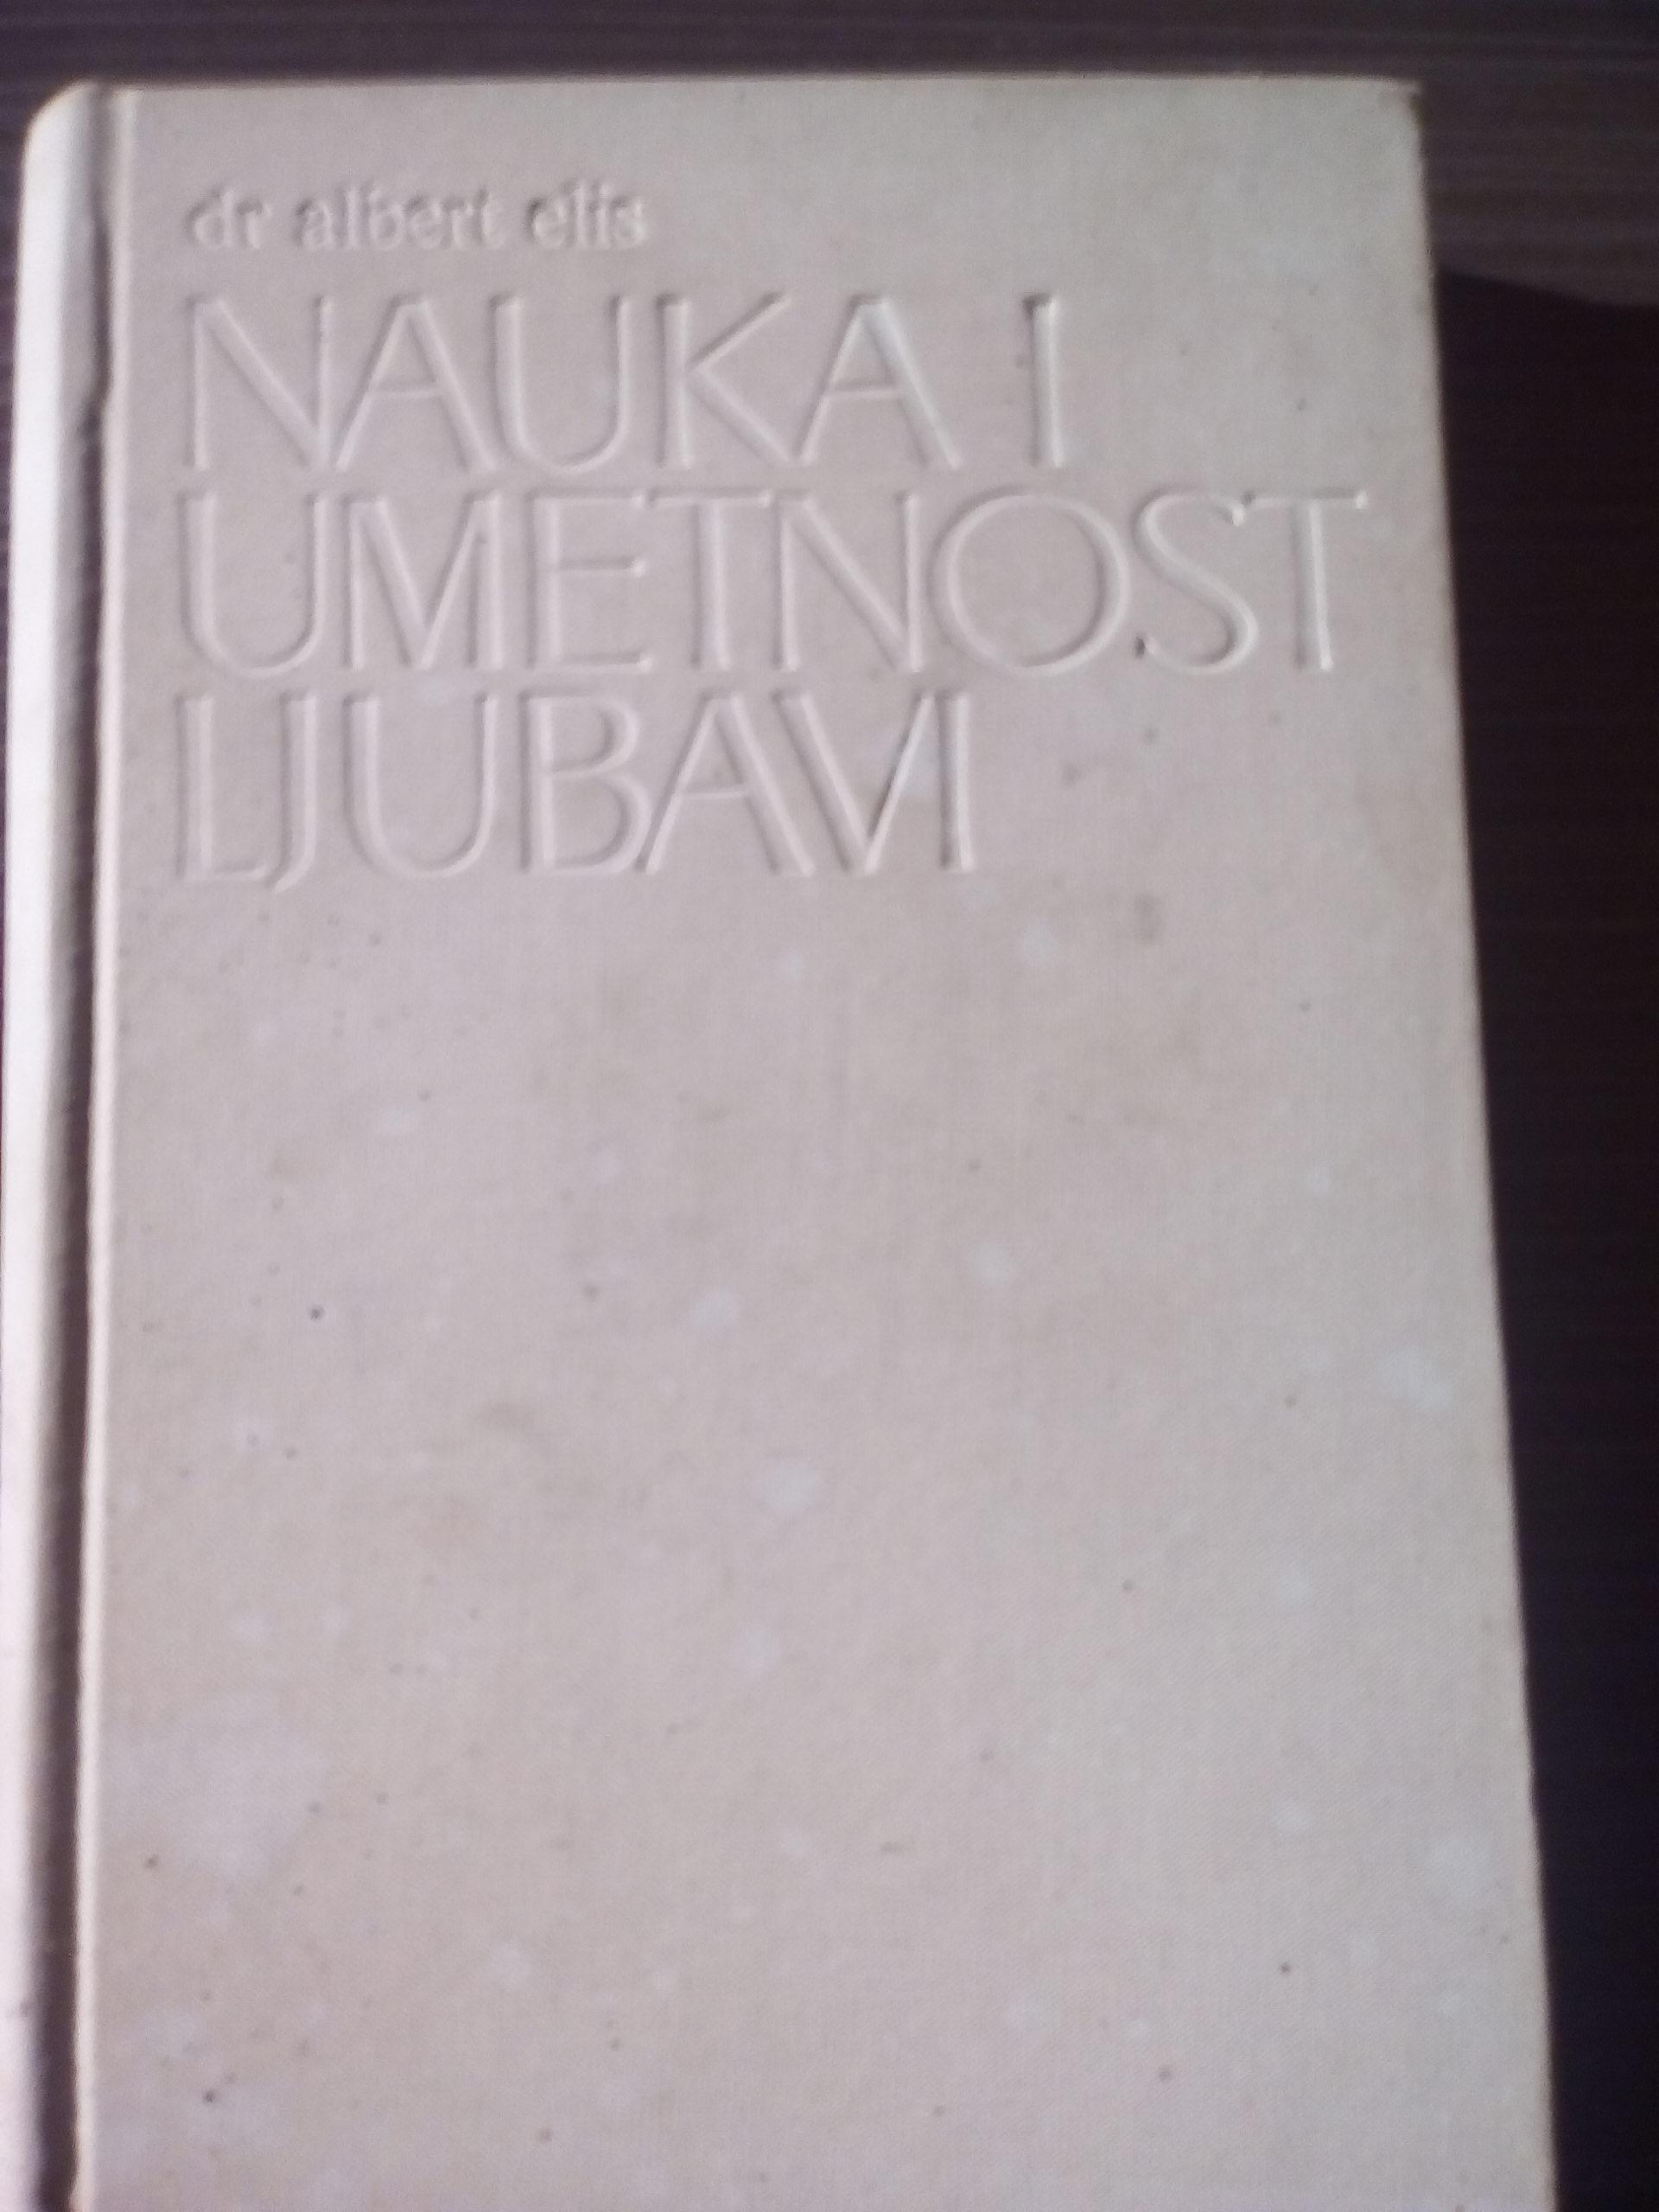 dr albert elis
NAUKA I
UMETNOST
LJUBAVI